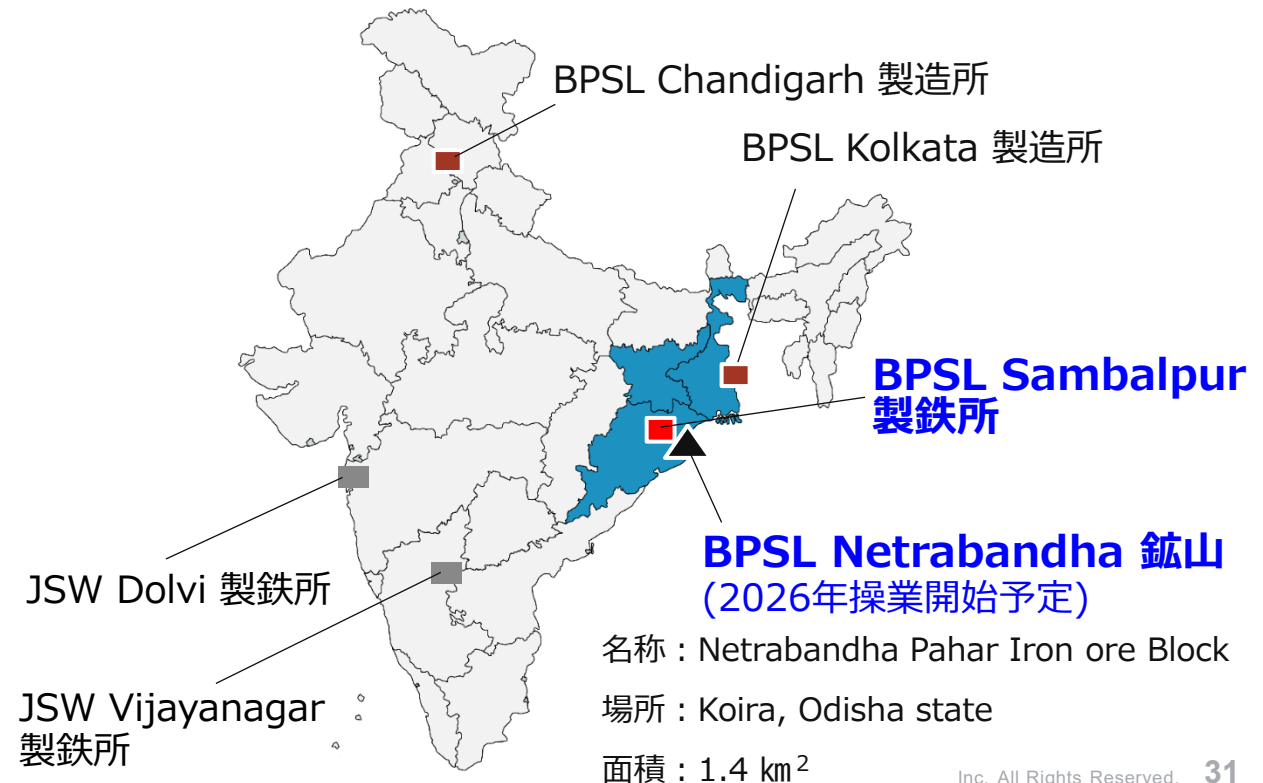 BPSL Chandigarh 製造所
BPSL Kolkata 製造所
BPSL Sambalpur
製鉄所
BPSL Netrabandha 鉱山
(2026年操業開始予定)
JSW Dolvi 製鉄所
名称：Netrabandha Pahar Iron ore Block
JSW Vijayanagar
製鉄所
場所：Koira, Odisha state
面積：1.4 ㎞²
Inc. All Rights Reserved. 31